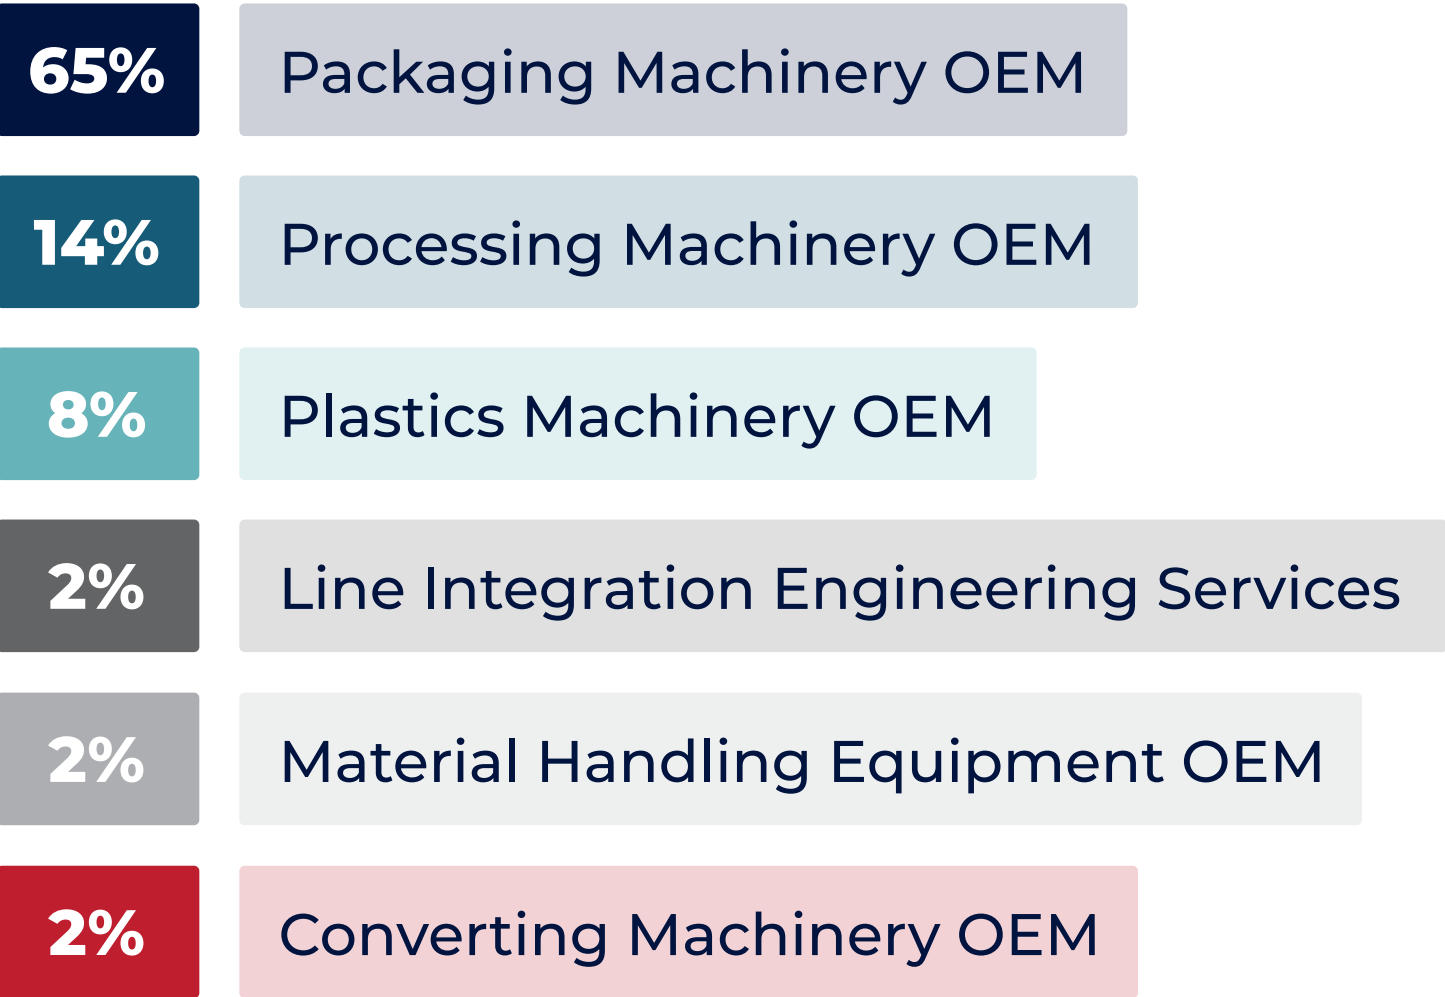 65% Packaging Machinery OEM
14% Processing Machinery OEM
8% Plastics Machinery OEM
2% Line Integration Engineering Services
2% Material Handling Equipment OEM
2% Converting Machinery OEM